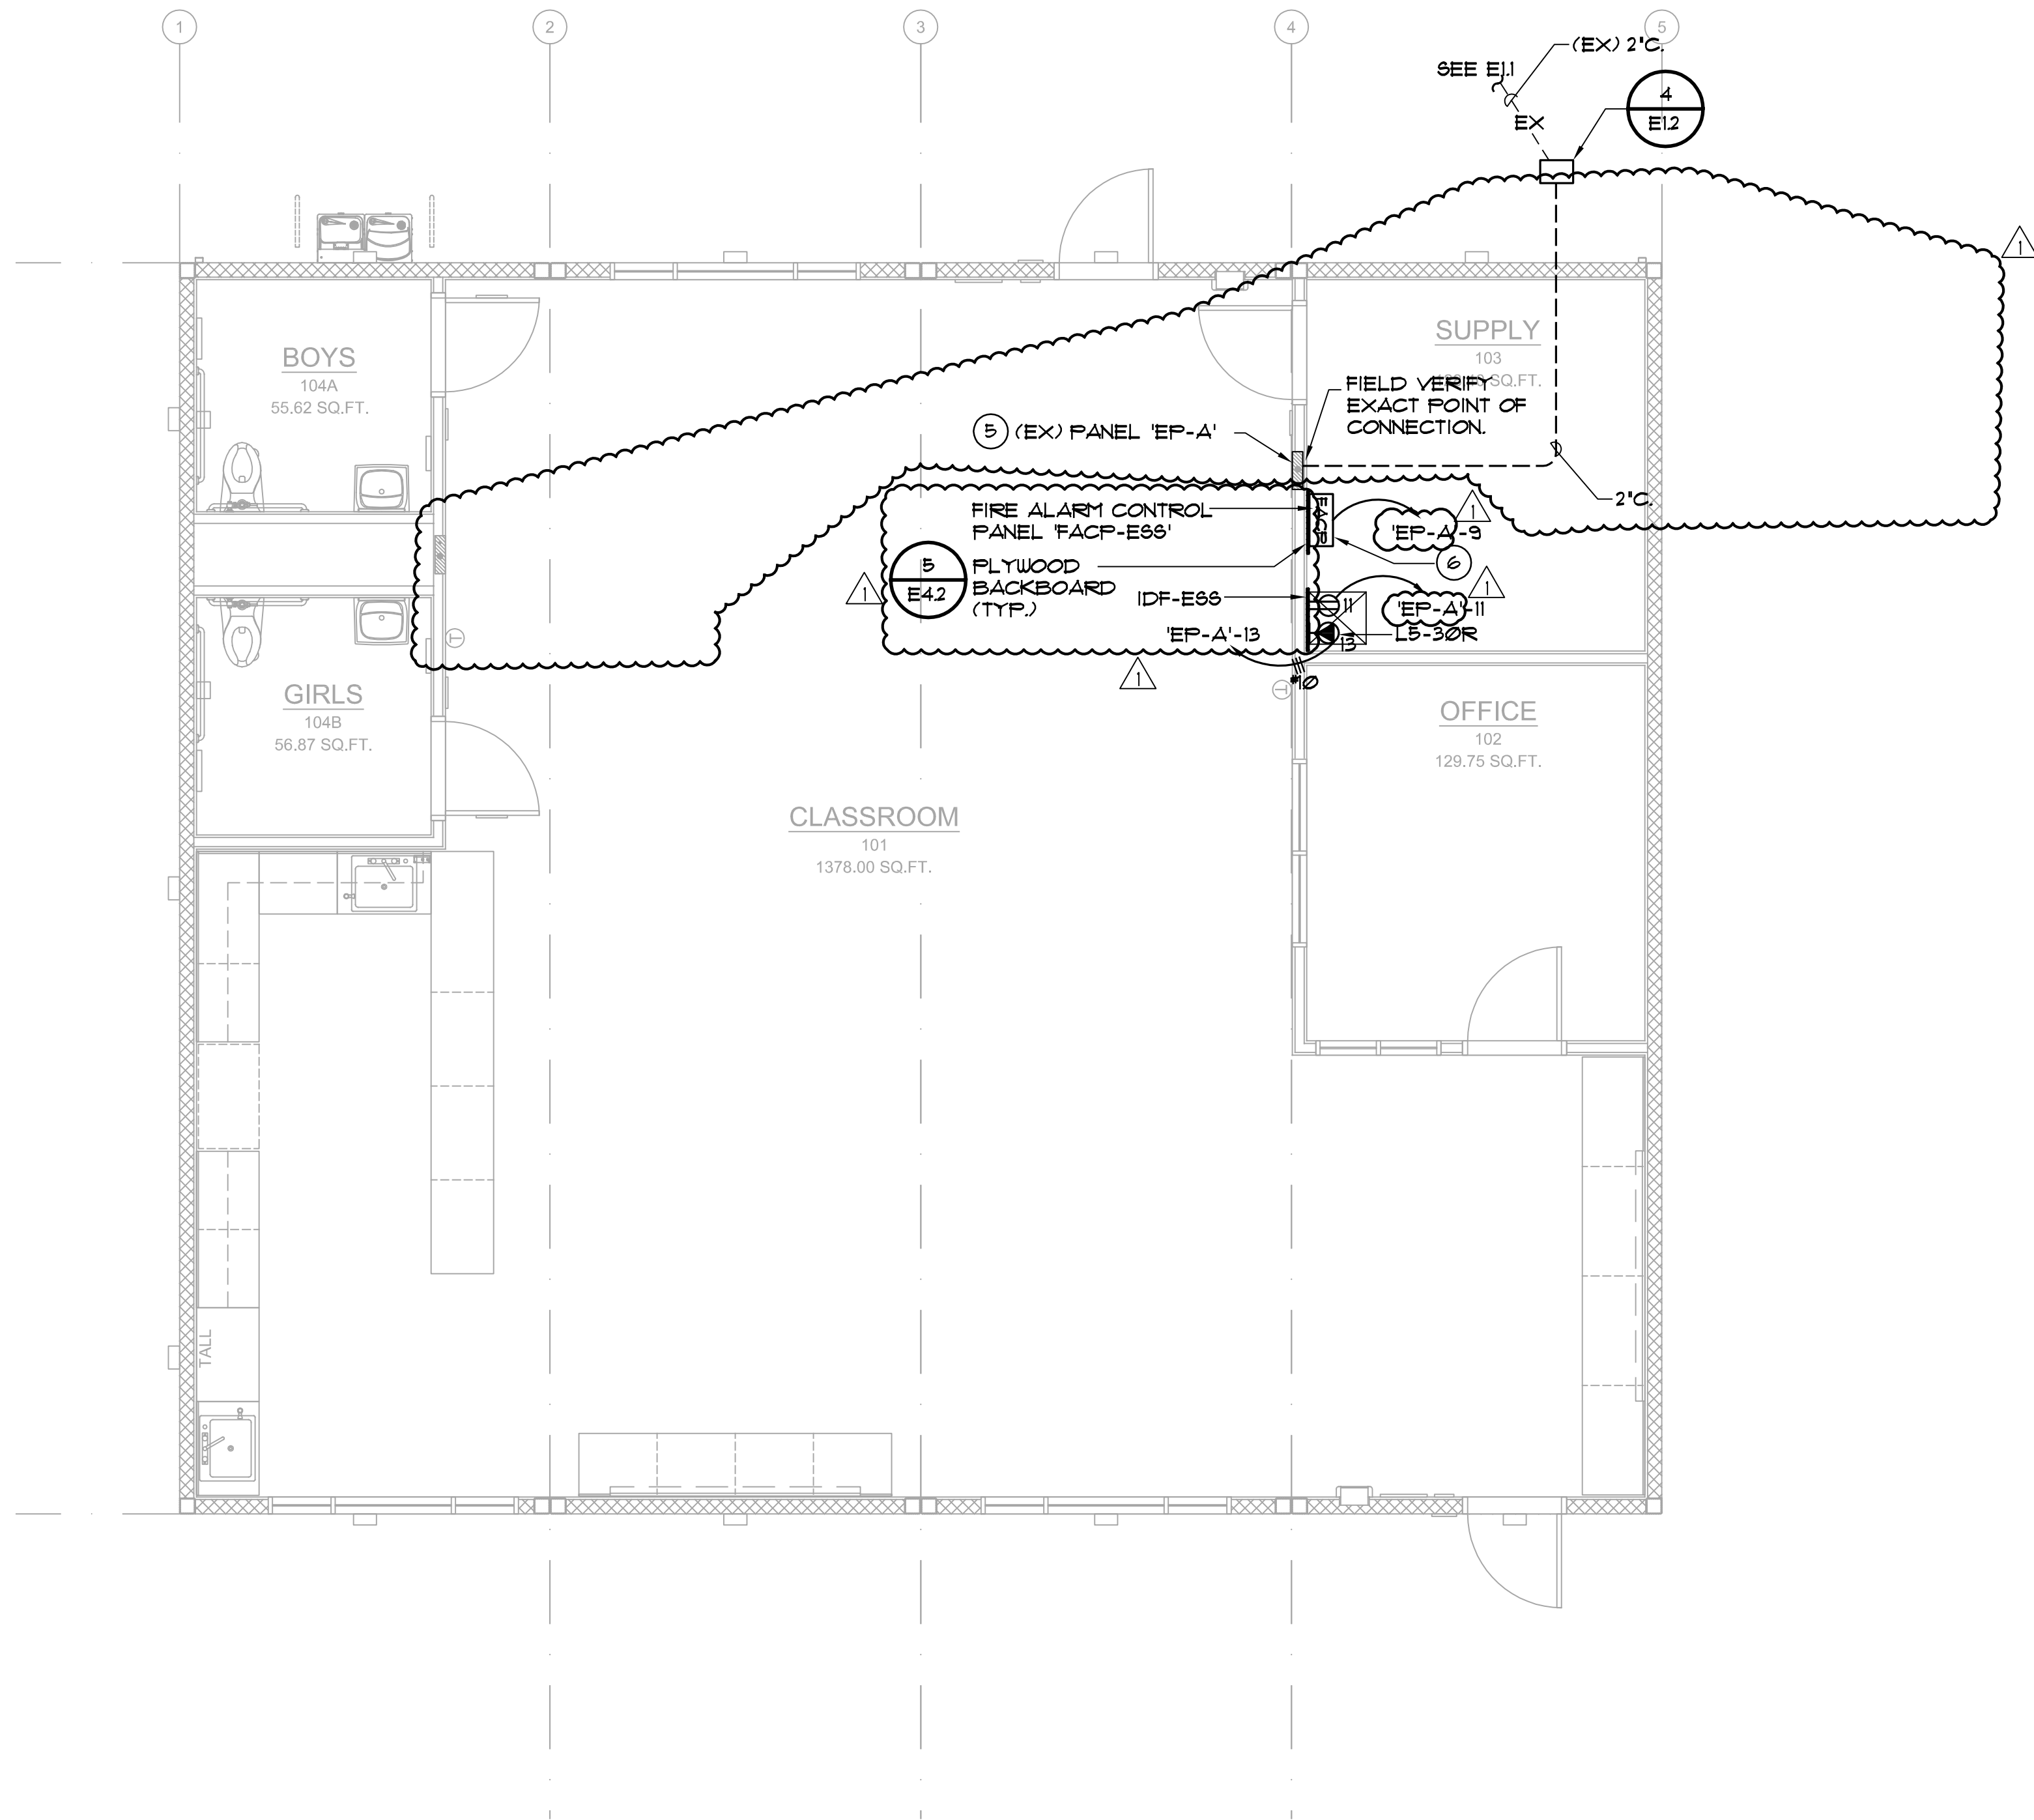 1
2
3
4
5
(EX) 2"C.
SEE E1.1
4
E1.2
EX
1
BOYS
104A
55.62 SQ.FT.
SUPPLY
103
SQ.FT.
FIELD VERIFY
EXACT POINT OF
CONNECTION.
5
(EX) PANEL 'EP-A'
2"C.
FIRE ALARM CONTROL
PANEL 'FACP-ESS'
FACP
1
'EP-A'-9
6
5
E4.2
1
PLYWOOD
BACKBOARD
(TYP.)
IDF-ESS
11
1
'EP-A'-11
'EP-A'-13
13
L5-30R
1
#10
T
T
GIRLS
104B
56.87 SQ.FT.
OFFICE
102
129.75 SQ.FT.
CLASSROOM
101
1378.00 SQ.FT.
TALL